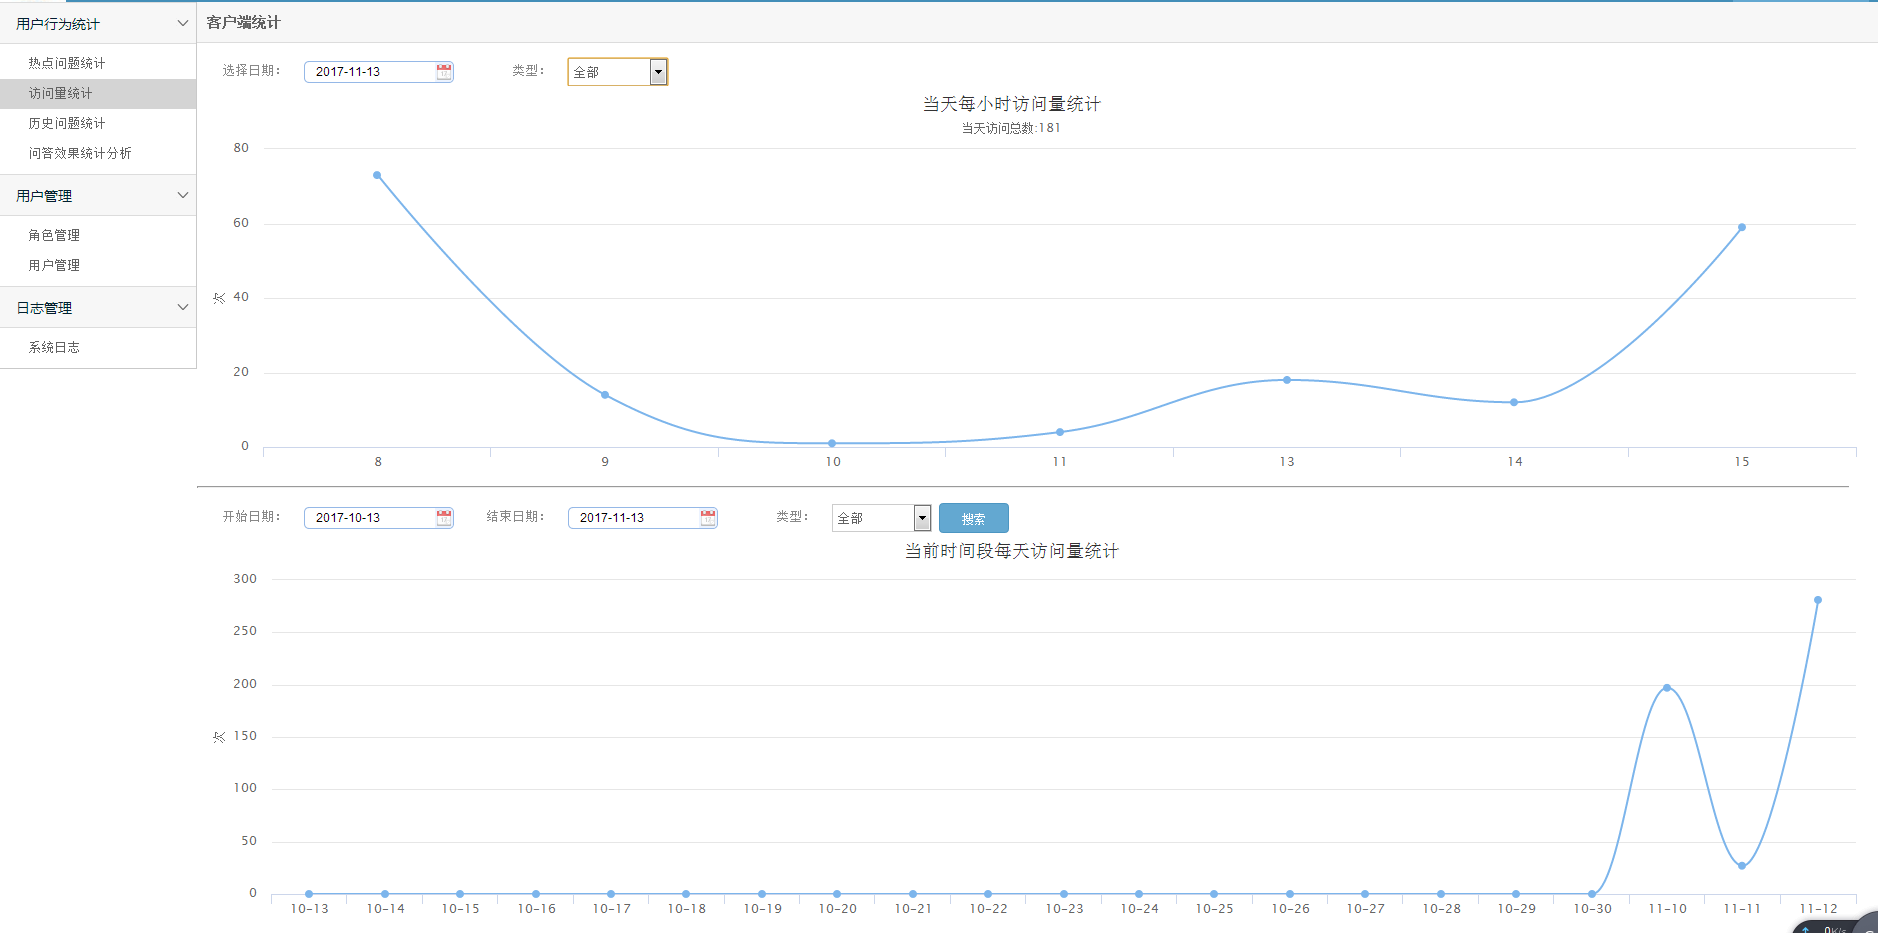 用户行为统计
热点问题统计
访问量统计
历史问题统计
问答效果统计分析
用户管理
角色管理
用户管理
日志管理
系统日志
客户端统计
选择日期： 2017-11-13 类型： 全部
当天每小时访问量统计
当天访问总数:181
80
60
次 40
20
0
8 9 10 11 13 14 15
开始日期： 2017-10-13 结束日期： 2017-11-13 类型： 全部 搜索
当前时间段每天访问量统计
300
250
200
次 150
100
50
0
10-13 10-14 10-15 10-16 10-17 10-18 10-19 10-20 10-21 10-22 10-23 10-24 10-25 10-26 10-27 10-28 10-29 10-30 11-10 11-11 11-12
0K/s